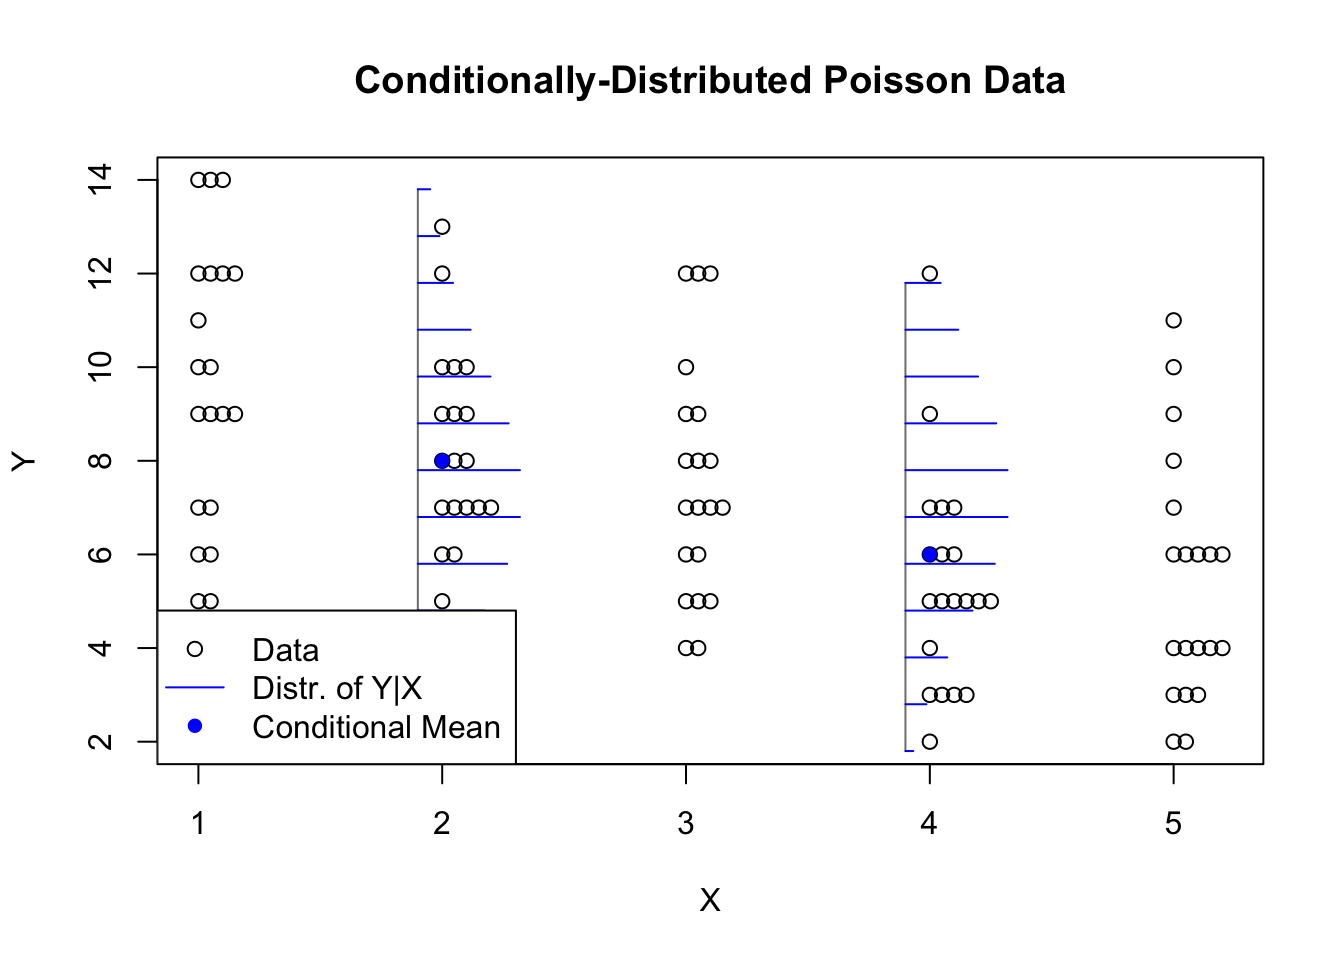 Conditionally-Distributed Poisson Data
14
12
10
8
6
4
2
Y
Data
Distr. of Y|X
Conditional Mean
1 2 3 4 5
X